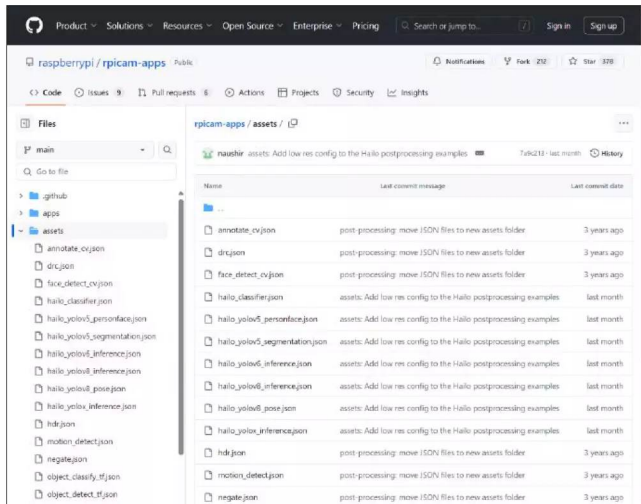 Product Solutions Resources Open Source Enterprise Pricing Search or jump to... / Sign in Sign up
raspberrypi / rpicam-apps Public Notifications Fork 212 Star 378
<> Code Issues 9 Pull requests 6 Actions Projects Security Insights
Files
main
Go to file
.github
apps
assets
annotate_cv.json
drc.json
face_detect_cv.json
hailo_classifier.json
hailo_yolov5_personface.json
hailo_yolov5_segmentation.json
hailo_yolov6_inference.json
hailo_yolov8_inference.json
hailo_yolov8_pose.json
hailo_yolox_inference.json
hdr.json
motion_detect.json
negate.json
object_classify_tf.json
object_detect_tf.json
rpicam-apps / assets /
naushir assets: Add low res config to the Hailo postprocessing examples last month History
Name Last commit message Last commit date
..
annotate_cv.json post-processing: move JSON files to new assets folder 3 years ago
drc.json post-processing: move JSON files to new assets folder 3 years ago
face_detect_cv.json post-processing: move JSON files to new assets folder 3 years ago
hailo_classifier.json assets: Add low res config to the Hailo postprocessing examples last month
hailo_yolov5_personface.json assets: Add low res config to the Hailo postprocessing examples last month
hailo_yolov5_segmentation.json assets: Add low res config to the Hailo postprocessing examples last month
hailo_yolov6_inference.json assets: Add low res config to the Hailo postprocessing examples last month
hailo_yolov8_inference.json assets: Add low res config to the Hailo postprocessing examples last month
hailo_yolov8_pose.json assets: Add low res config to the Hailo postprocessing examples last month
hailo_yolox_inference.json assets: Add low res config to the Hailo postprocessing examples last month
hdr.json post-processing: move JSON files to new assets folder 3 years ago
motion_detect.json post-processing: move JSON files to new assets folder 3 years ago
negate.json post-processing: move JSON files to new assets folder 3 years ago